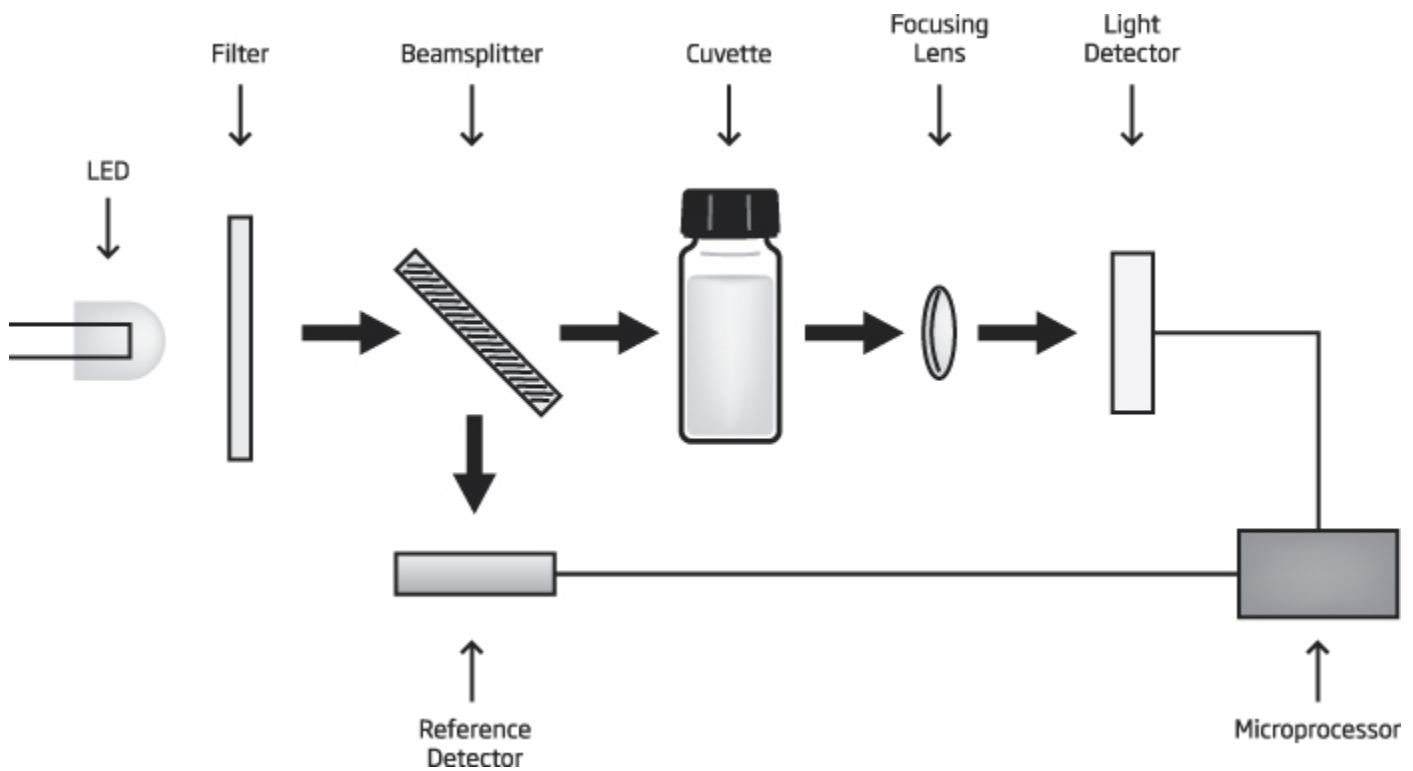 Filter
Beamsplitter
Cuvette
Focusing
Lens
Light
Detector
LED
Reference
Detector
Microprocessor